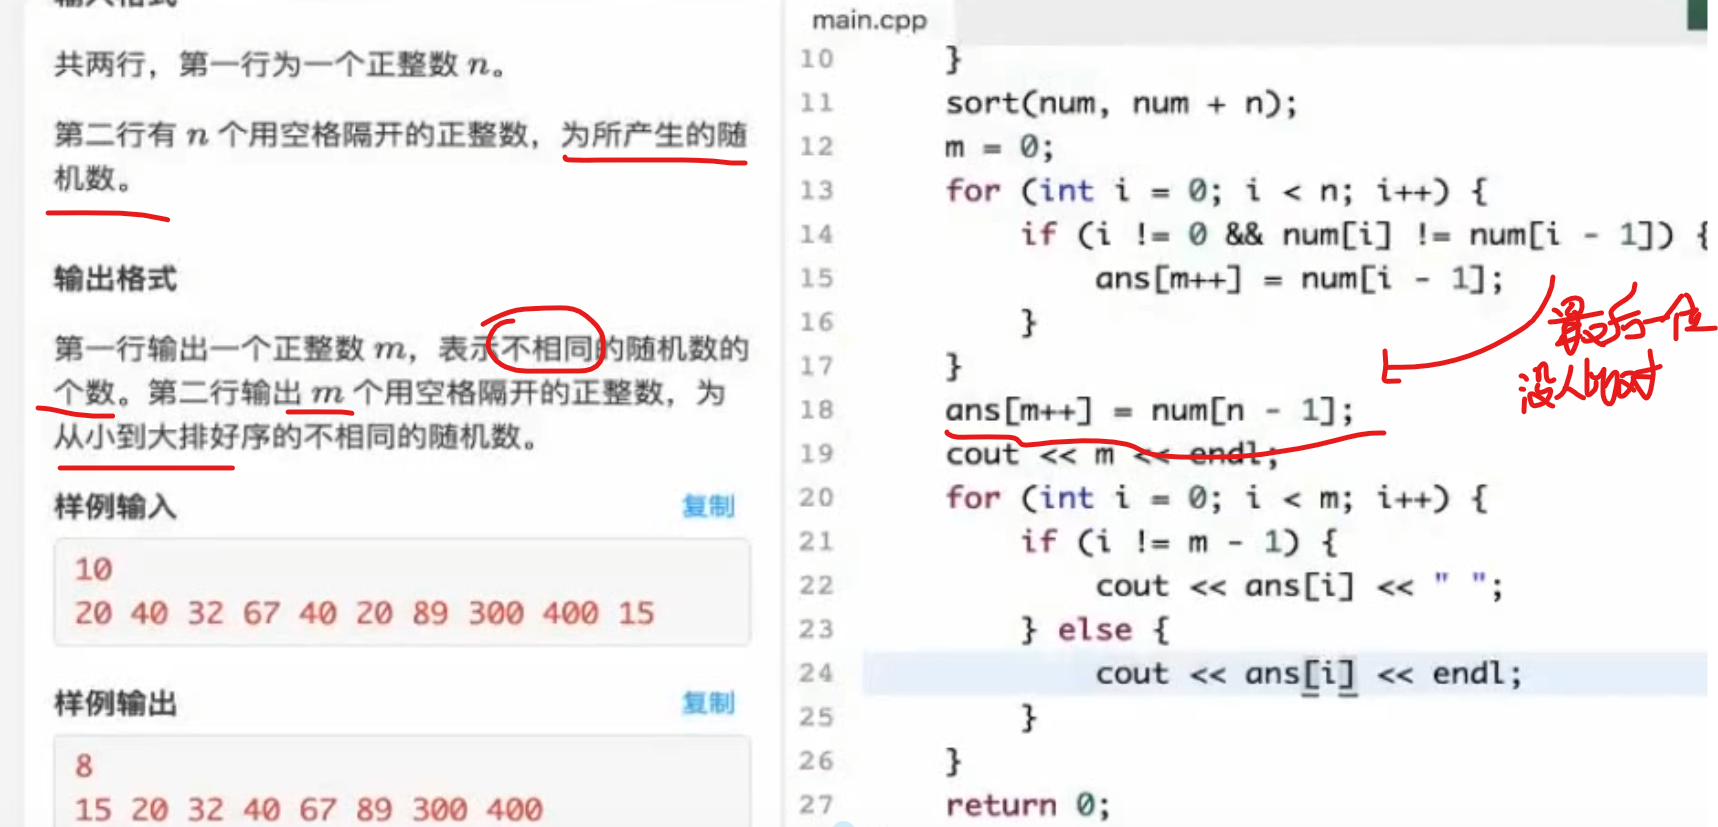 输入格式
共两行，第一行为一个正整数 n。
第二行有 n 个用空格隔开的正整数，为所产生的随
机数。
输出格式
第一行输出一个正整数 m，表示不相同的随机数的
个数。第二行输出 m 个用空格隔开的正整数，为
从小到大排好序的不相同的随机数。
样例输入 复制
10
20 40 32 67 40 20 89 300 400 15
样例输出 复制
8
15 20 32 40 67 89 300 400
main.cpp
10 }
11 sort(num, num + n);
12 m = 0;
13 for (int i = 0; i < n; i++) {
14 if (i != 0 && num[i] != num[i - 1]) {
15 ans[m++] = num[i - 1];
16 }
17 }
18 ans[m++] = num[n - 1];
19 cout << m << endl;
20 for (int i = 0; i < m; i++) {
21 if (i != m - 1) {
22 cout << ans[i] << " ";
23 } else {
24 cout << ans[i] << endl;
25 }
26 }
27 return 0;
最后一位
没人比对